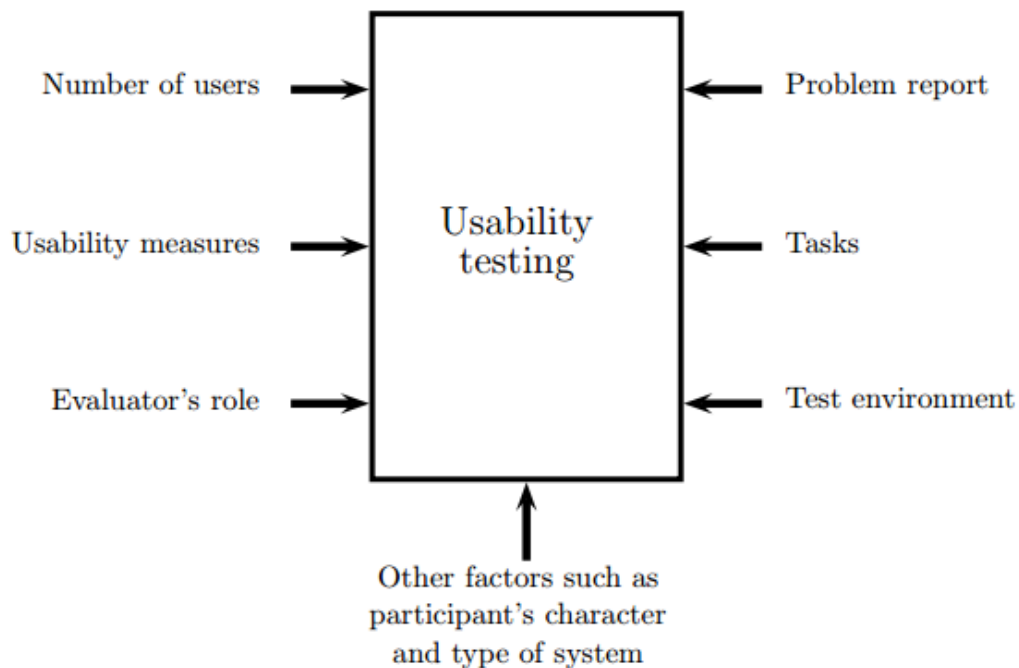 Number of users
Problem report
Usability
testing
Usability measures
Tasks
Evaluator's role
Test environment
Other factors such as
participant's character
and type of system